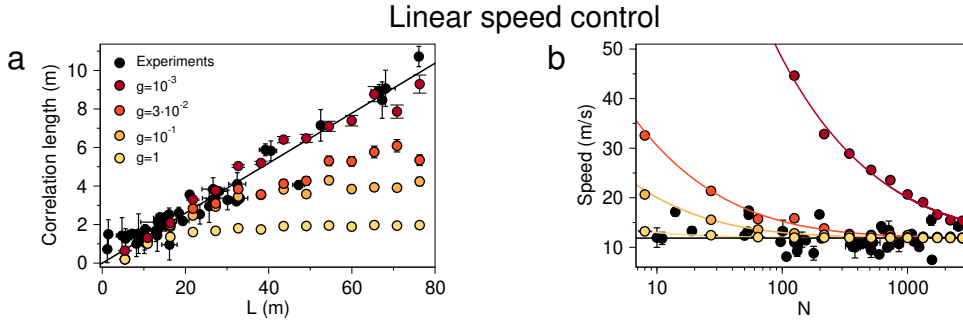 Linear speed control
a
Correlation length (m)
10
8
6
4
2
0
Experiments
g=10⁻³
g=3·10⁻²
g=10⁻¹
g=1
0 20 40 60 80
L (m)
b
Speed (m/s)
50
40
30
20
10
10 100 1000
N